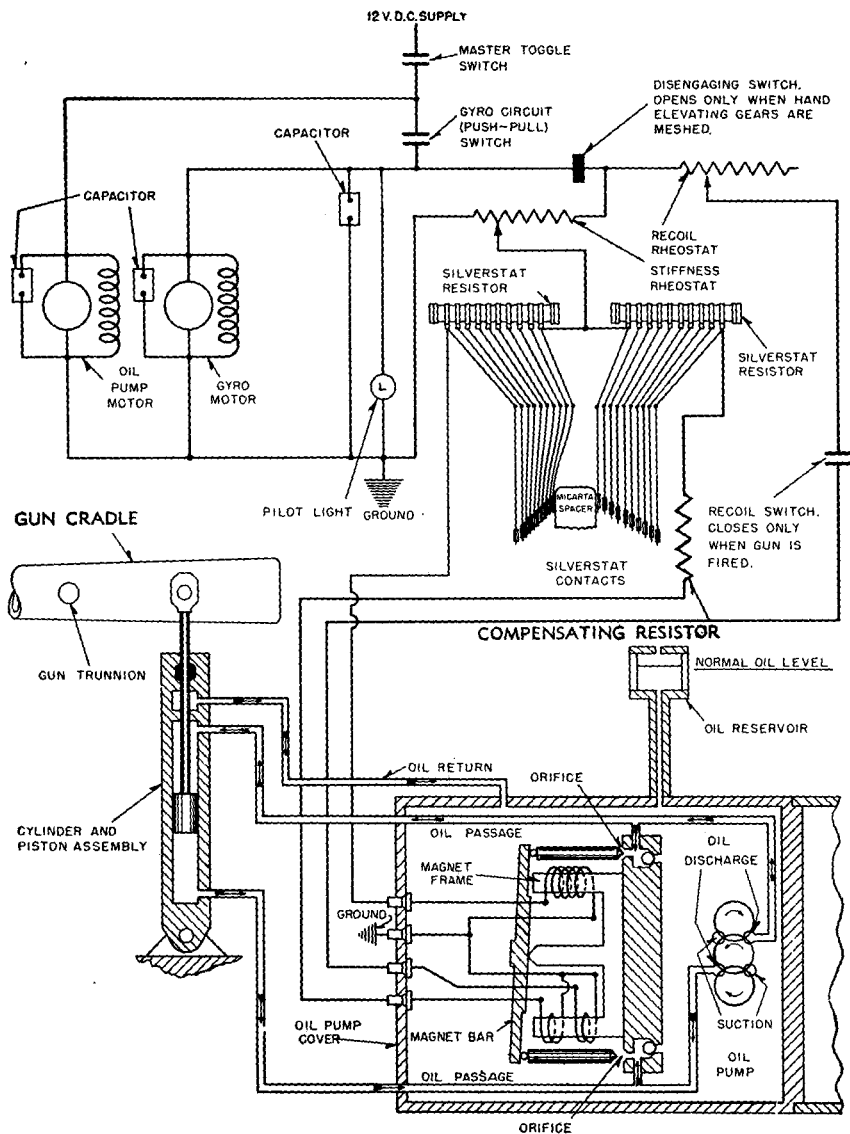 12 V. D.C. SUPPLY
MASTER TOGGLE
SWITCH
DISENGAGING SWITCH.
OPENS ONLY WHEN HAND
ELEVATING GEARS ARE
MESHED.
GYRO CIRCUIT
(PUSH~PULL)
SWITCH
CAPACITOR
CAPACITOR
RECOIL
RHEOSTAT
STIFFNESS
RHEOSTAT
SILVERSTAT
RESISTOR
SILVERSTAT
RESISTOR
OIL
PUMP
MOTOR
GYRO
MOTOR
L
PILOT LIGHT
GROUND
MICARTA
SPACER
RECOIL SWITCH.
CLOSES ONLY
WHEN GUN IS
FIRED.
SILVERSTAT
CONTACTS
GUN CRADLE
COMPENSATING RESISTOR
GUN TRUNNION
NORMAL OIL LEVEL
OIL RESERVOIR
OIL RETURN
ORIFICE
CYLINDER AND
PISTON ASSEMBLY
OIL PASSAGE
OIL
DISCHARGE
MAGNET
FRAME
GROUND
OIL PUMP
COVER
MAGNET BAR
SUCTION
OIL
PUMP
OIL PASSAGE
ORIFICE